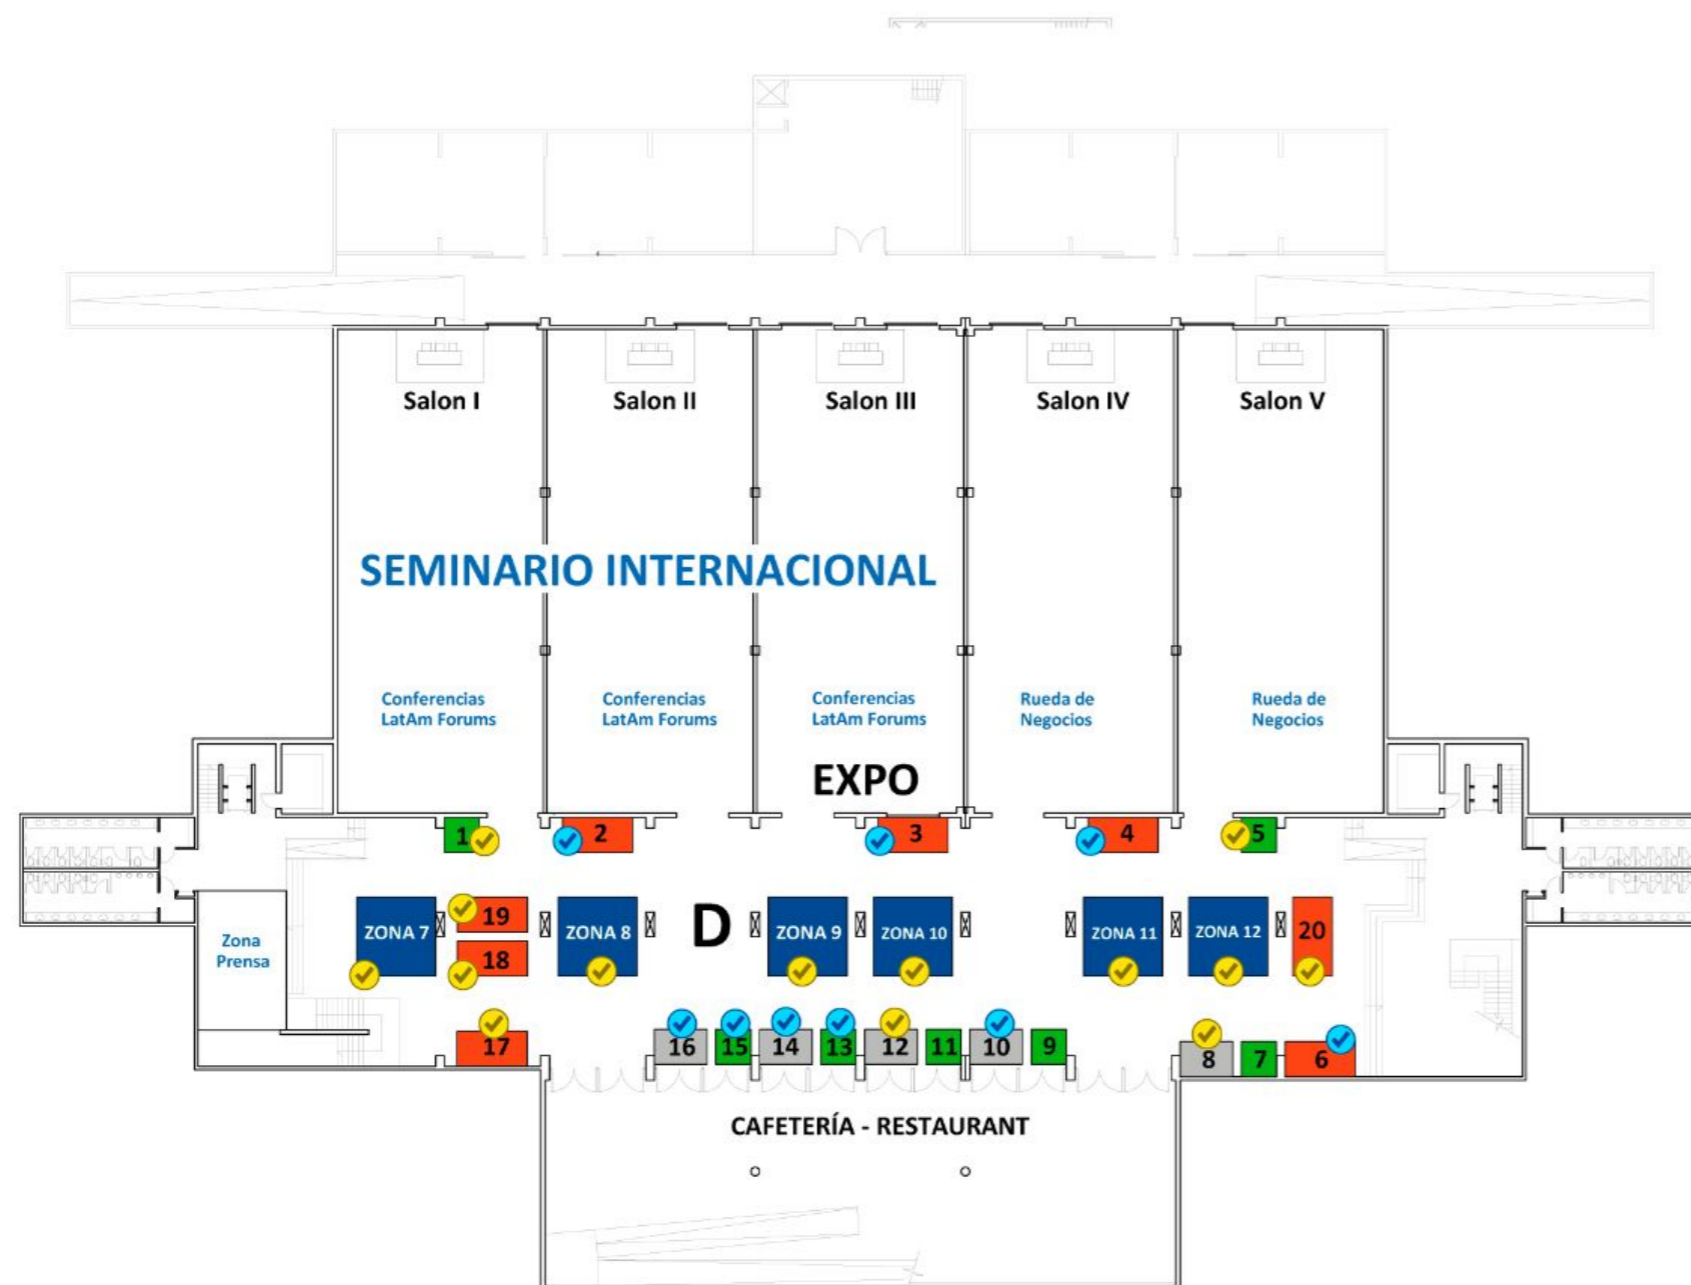 Salon I
Salon II
Salon III
Salon IV
Salon V
SEMINARIO INTERNACIONAL
Conferencias
LatAm Forums
Conferencias
LatAm Forums
Conferencias
LatAm Forums
Rueda de
Negocios
Rueda de
Negocios
EXPO
1
2
3
4
5
Zona
Prensa
ZONA 7
19
18
ZONA 8
D
ZONA 9
ZONA 10
ZONA 11
ZONA 12
20
17
16
15
14
13
12
11
10
9
8
7
6
CAFETERÍA - RESTAURANT